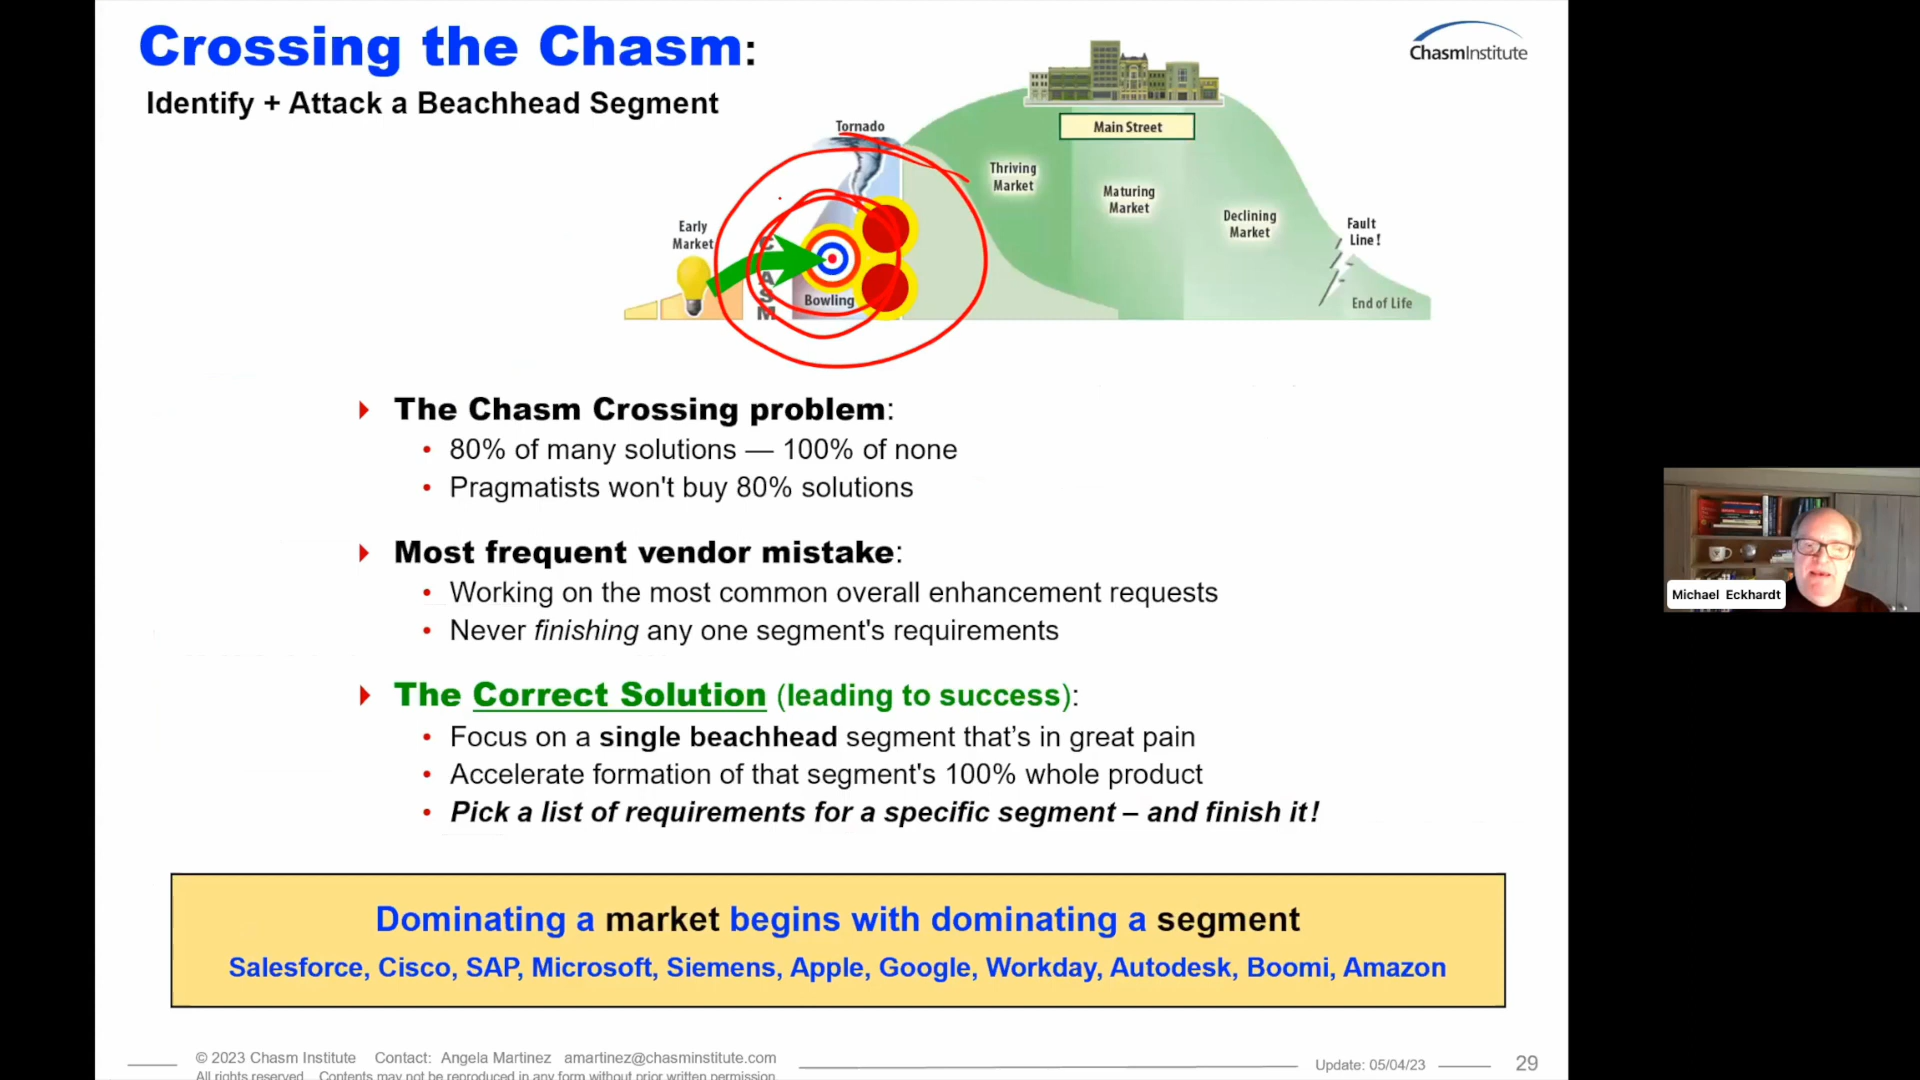 Crossing the Chasm:
Identify + Attack a Beachhead Segment
ChasmInstitute
Tornado
Main Street
Thriving
Market
Maturing
Market
Declining
Market
Fault
Line!
End of Life
Early
Market
C
A
S
M
Bowling
The Chasm Crossing problem:
• 80% of many solutions — 100% of none
• Pragmatists won't buy 80% solutions
Most frequent vendor mistake:
• Working on the most common overall enhancement requests
• Never finishing any one segment's requirements
The Correct Solution (leading to success):
• Focus on a single beachhead segment that’s in great pain
• Accelerate formation of that segment's 100% whole product
• Pick a list of requirements for a specific segment – and finish it!
Dominating a market begins with dominating a segment
Salesforce, Cisco, SAP, Microsoft, Siemens, Apple, Google, Workday, Autodesk, Boomi, Amazon
© 2023 Chasm Institute Contact: Angela Martinez amartinez@chasminstitute.com
All rights reserved. Contents may not be reproduced in any form without prior written permission.
Update: 05/04/23
29
Michael Eckhardt